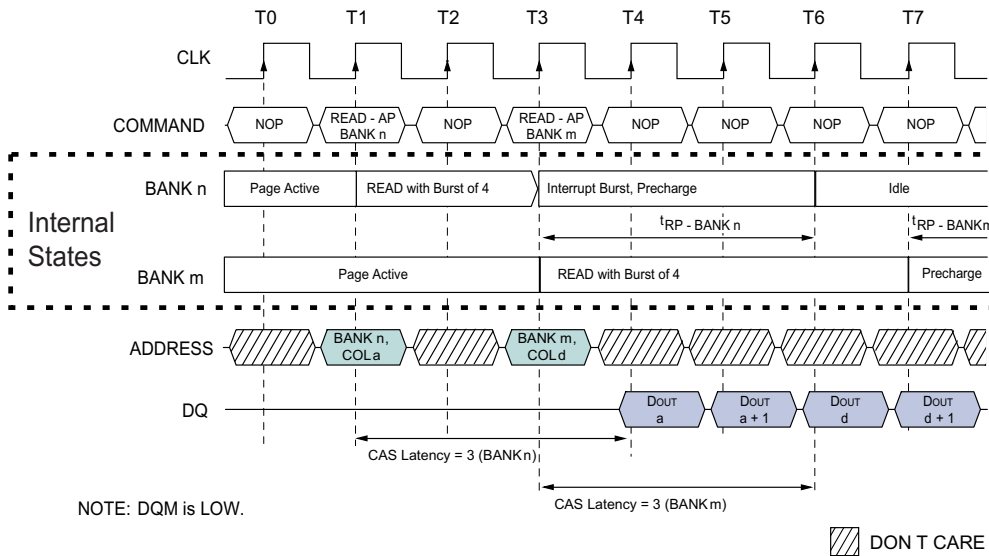 T0 T1 T2 T3 T4 T5 T6 T7
CLK
COMMAND
NOP
READ - AP
BANK n
NOP
READ - AP
BANK m
NOP
NOP
NOP
NOP
Internal
States
BANK n
Page Active
READ with Burst of 4
Interrupt Burst, Precharge
Idle
tRP - BANK n
tRP - BANK m
BANK m
Page Active
READ with Burst of 4
Precharge
ADDRESS
BANK n,
COL a
BANK m,
COL d
DQ
DOUT
a
DOUT
a + 1
DOUT
d
DOUT
d + 1
CAS Latency = 3 (BANK n)
CAS Latency = 3 (BANK m)
NOTE: DQM is LOW.
DON T CARE